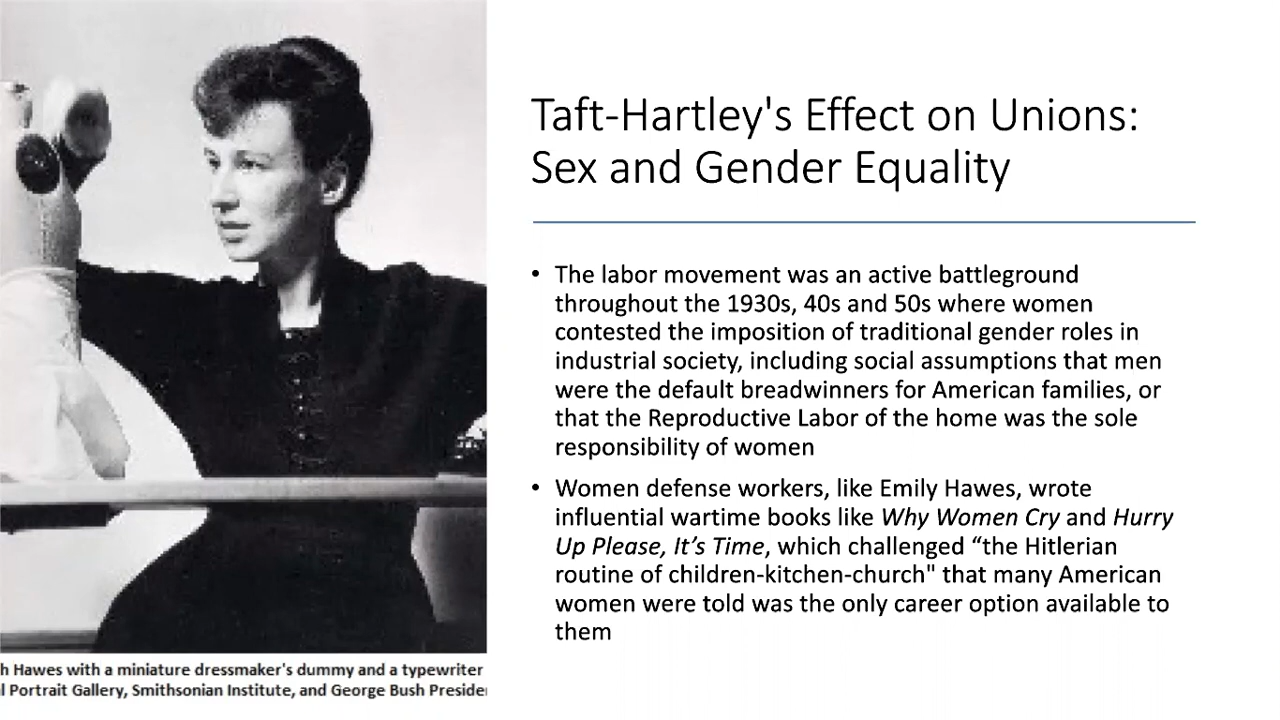 Taft-Hartley's Effect on Unions:
Sex and Gender Equality
• The labor movement was an active battleground
throughout the 1930s, 40s and 50s where women
contested the imposition of traditional gender roles in
industrial society, including social assumptions that men
were the default breadwinners for American families, or
that the Reproductive Labor of the home was the sole
responsibility of women
• Women defense workers, like Emily Hawes, wrote
influential wartime books like Why Women Cry and Hurry
Up Please, It’s Time, which challenged “the Hitlerian
routine of children-kitchen-church" that many American
women were told was the only career option available to
them
h Hawes with a miniature dressmaker's dummy and a typewriter
l Portrait Gallery, Smithsonian Institute, and George Bush Preside